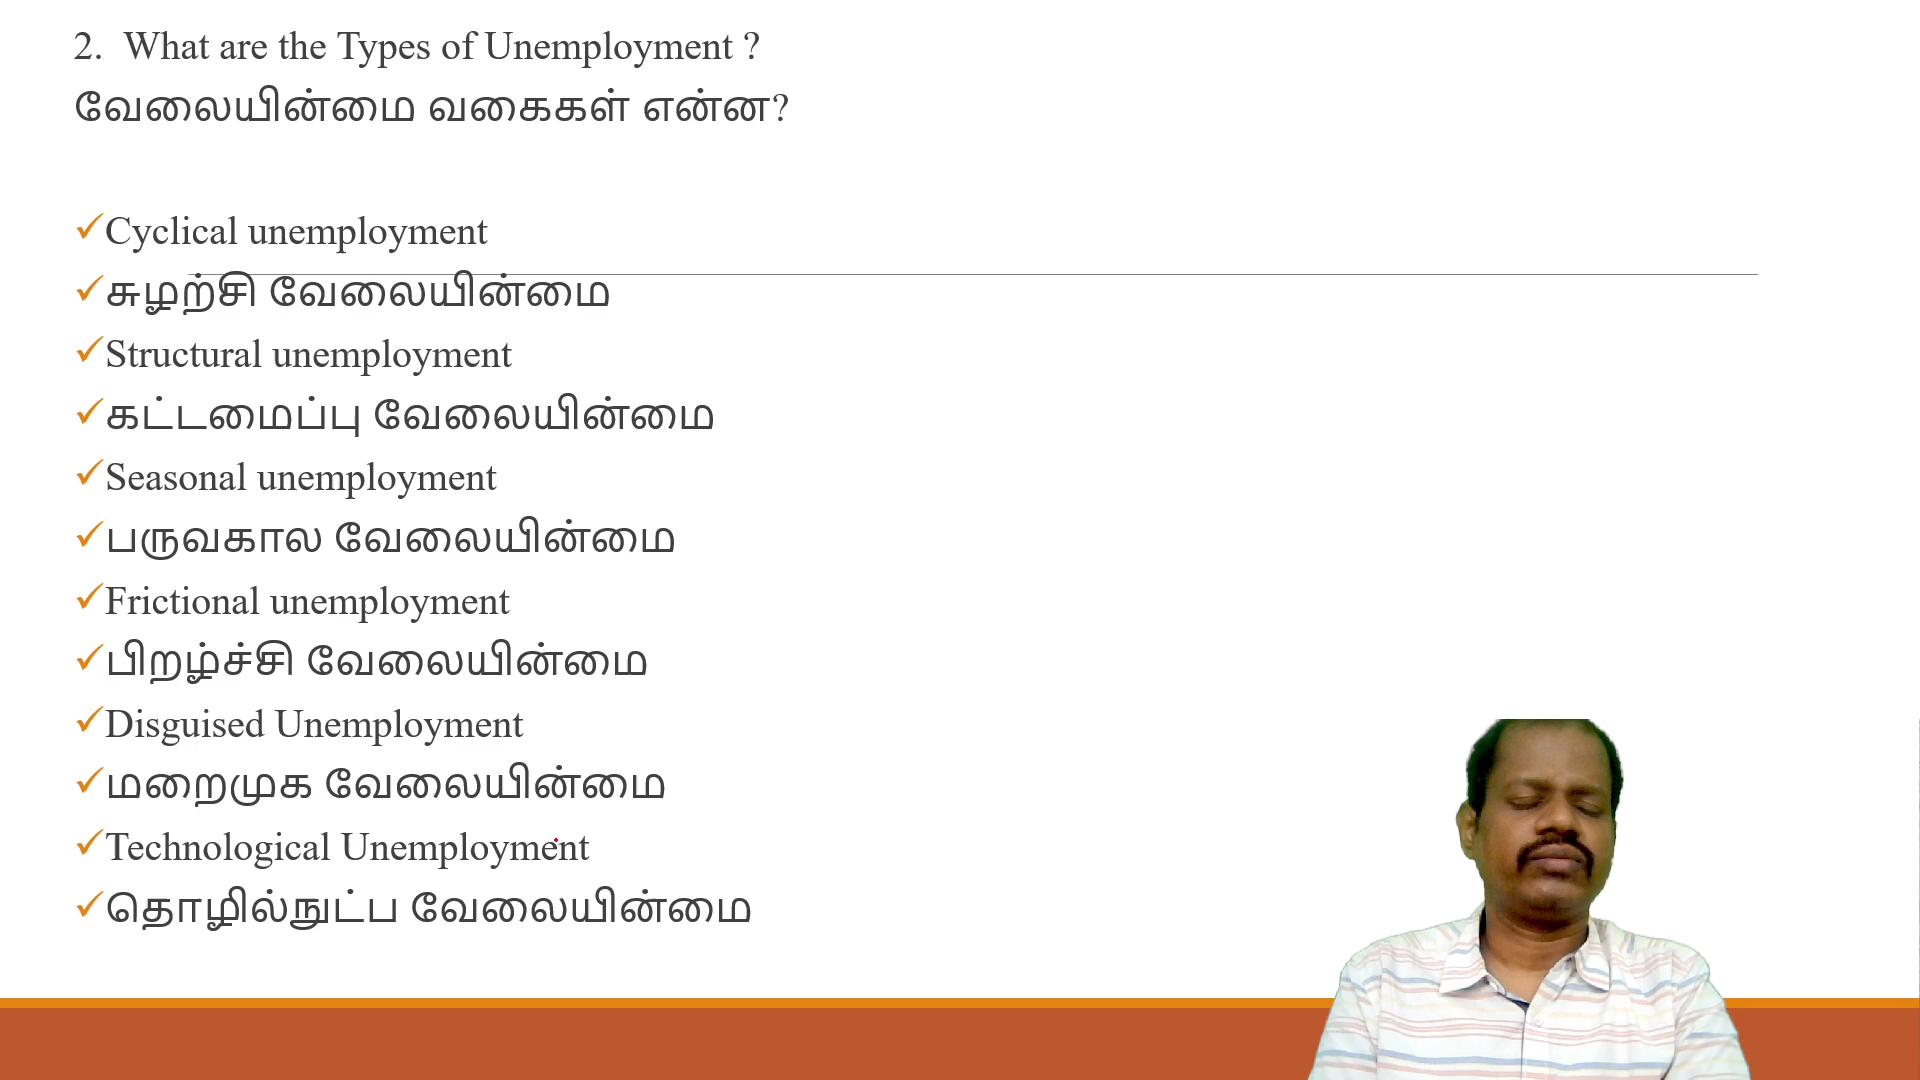 2. What are the Types of Unemployment ?
வேலையின்மை வகைகள் என்ன?
✓Cyclical unemployment
✓சுழற்சி வேலையின்மை
✓Structural unemployment
✓கட்டமைப்பு வேலையின்மை
✓Seasonal unemployment
✓பருவகால வேலையின்மை
✓Frictional unemployment
✓பிறழ்ச்சி வேலையின்மை
✓Disguised Unemployment
✓மறைமுக வேலையின்மை
✓Technological Unemployment
✓தொழில்நுட்ப வேலையின்மை